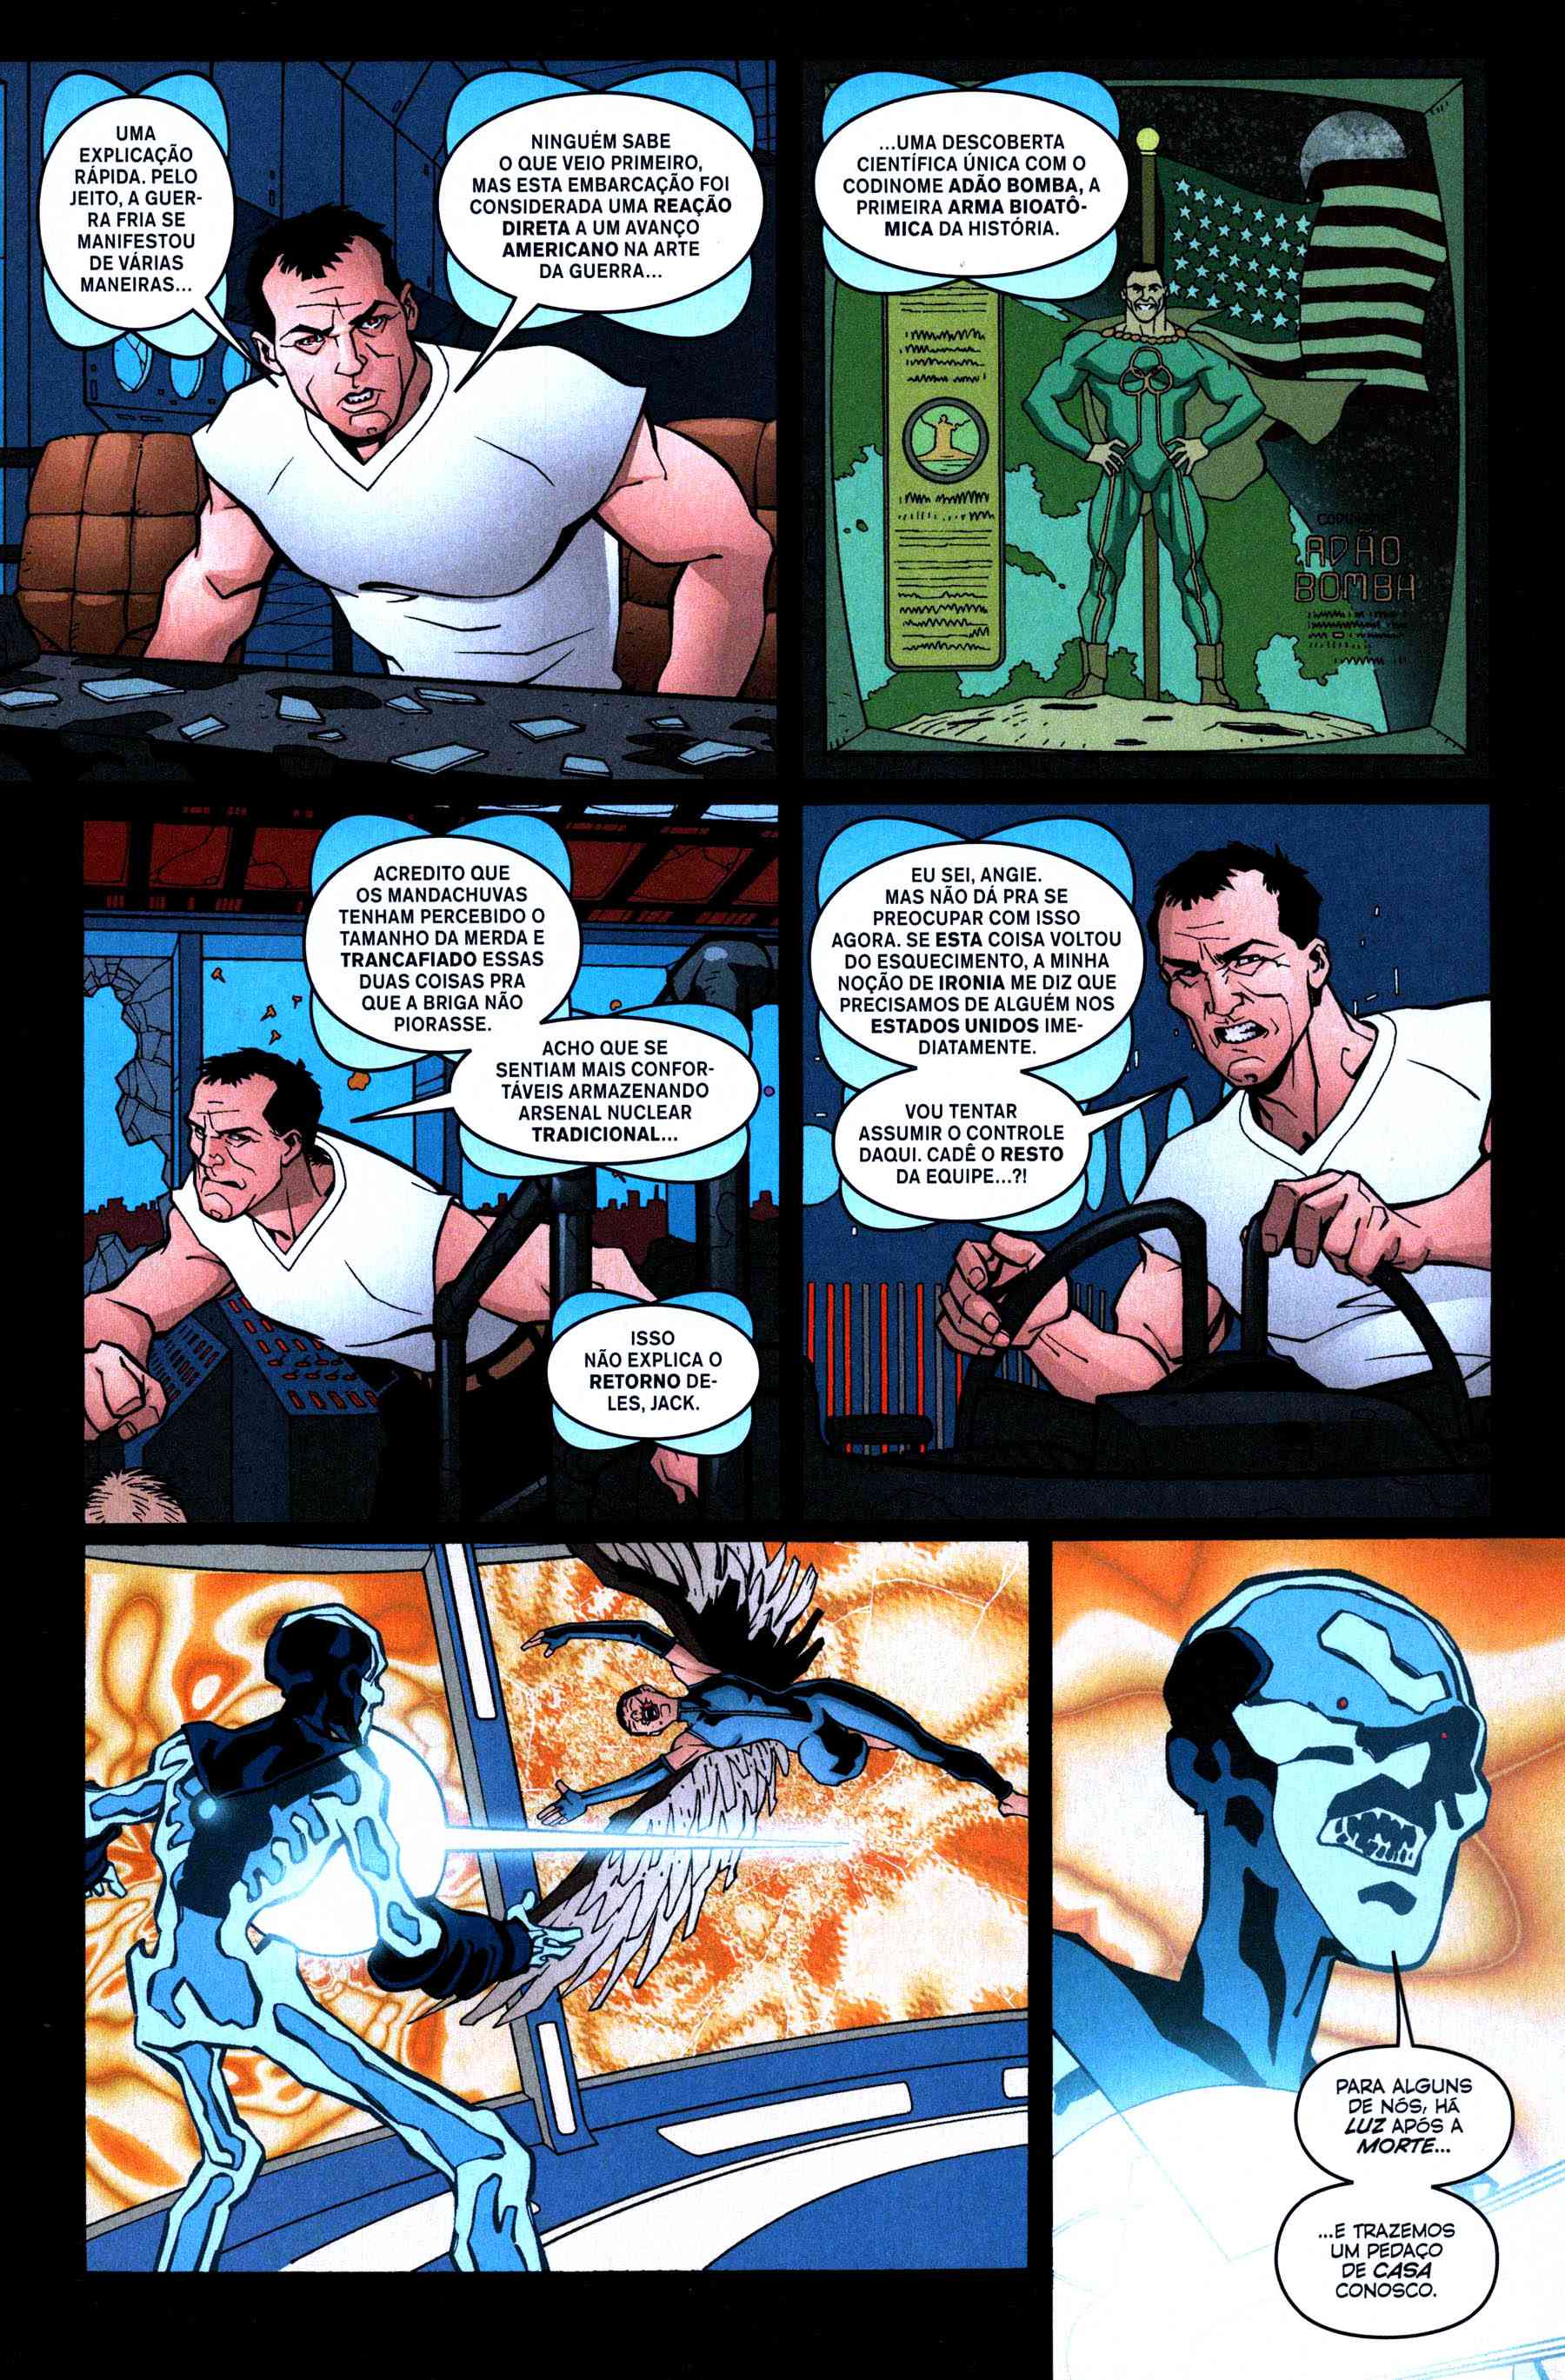 UMA
EXPLICAÇÃO
RÁPIDA. PELO
JEITO, A GUER-
RA FRIA SE
MANIFESTOU
DE VÁRIAS
MANEIRAS...
NINGUÉM SABE
O QUE VEIO PRIMEIRO,
MAS ESTA EMBARCAÇÃO FOI
CONSIDERADA UMA REAÇÃO
DIRETA A UM AVANÇO
AMERICANO NA ARTE
DA GUERRA...
...UMA DESCOBERTA
CIENTÍFICA ÚNICA COM O
CODINOME ADÃO BOMBA, A
PRIMEIRA ARMA BIOATÔ-
MICA DA HISTÓRIA.
ADÃO
BOMBA
ACREDITO QUE
OS MANDACHUVAS
TENHAM PERCEBIDO O
TAMANHO DA MERDA E
TRANCAFIADO ESSAS
DUAS COISAS PRA
QUE A BRIGA NÃO
PIORASSE.
ACHO QUE SE
SENTIAM MAIS CONFOR-
TÁVEIS ARMAZENANDO
ARSENAL NUCLEAR
TRADICIONAL...
ISSO
NÃO EXPLICA O
RETORNO DE-
LES, JACK.
EU SEI, ANGIE.
MAS NÃO DÁ PRA SE
PREOCUPAR COM ISSO
AGORA. SE ESTA COISA VOLTOU
DO ESQUECIMENTO, A MINHA
NOÇÃO DE IRONIA ME DIZ QUE
PRECISAMOS DE ALGUÉM NOS
ESTADOS UNIDOS IME-
DIATAMENTE.
VOU TENTAR
ASSUMIR O CONTROLE
DAQUI. CADÊ O RESTO
DA EQUIPE...?!
PARA ALGUNS
DE NÓS, HÁ
LUZ APÓS A
MORTE...
...E TRAZEMOS
UM PEDAÇO
DE CASA
CONOSCO.